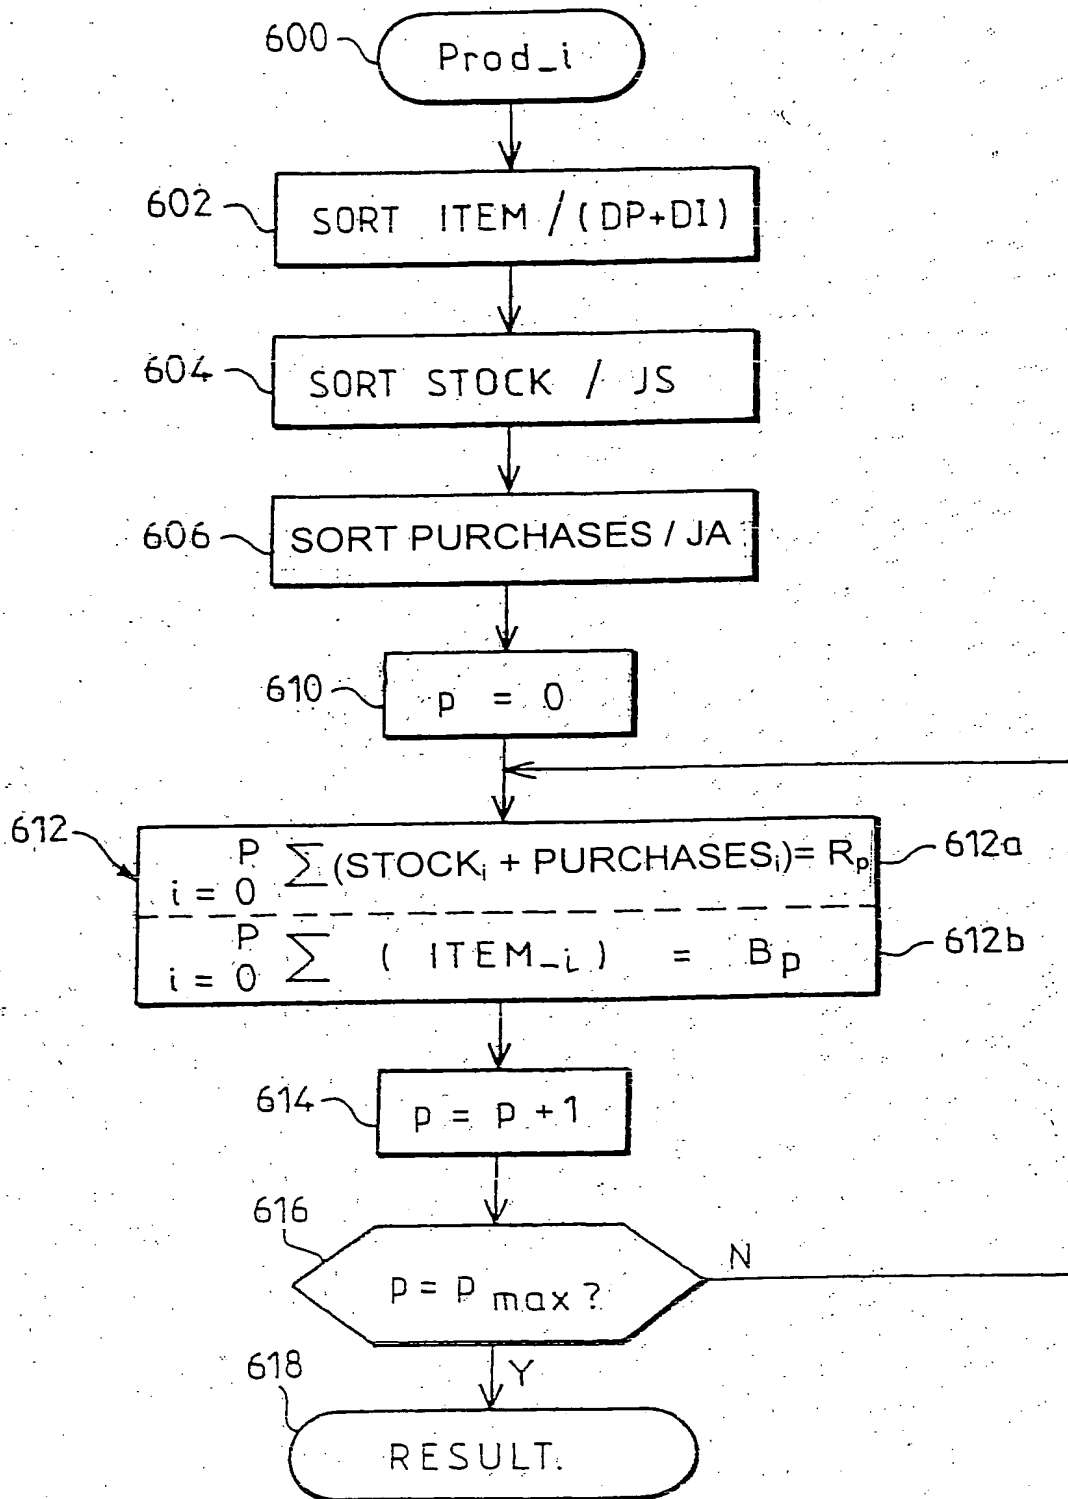 600
Prod_i
602
SORT ITEM / (DP+DI)
604
SORT STOCK / JS
606
SORT PURCHASES / JA
610
p = 0
612
P
i = 0 Σ (STOCKi + PURCHASESi) = Rp
612a
P
i = 0 Σ ( ITEM_i ) = Bp
612b
614
p = p + 1
616
p = p max ?
N
Y
618
RESULT.